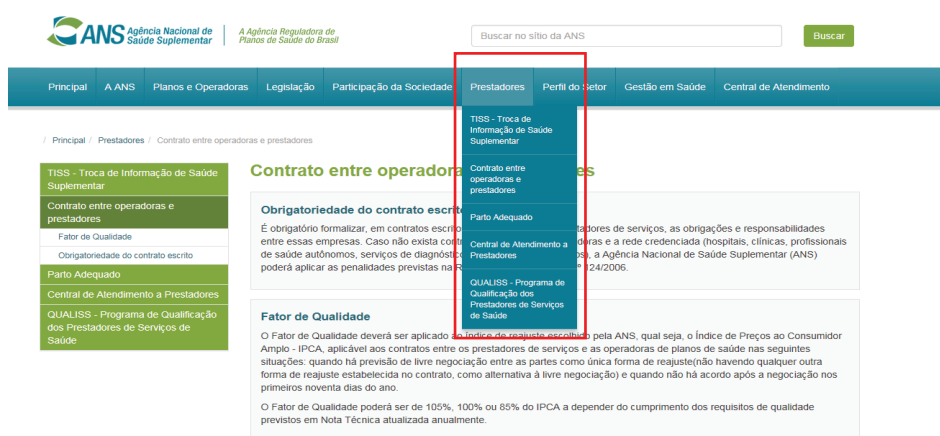 ANS Agência Nacional de
Saúde Suplementar
A Agência Reguladora de
Planos de Saúde do Brasil
Buscar no sítio da ANS
Buscar
Principal A ANS Planos e Operadoras Legislação Participação da Sociedade Prestadores Perfil do Setor Gestão em Saúde Central de Atendimento
TISS - Troca de
Informação de Saúde
Suplementar
Contrato entre
operadoras e
prestadores
Parto Adequado
Central de Atendimento a
Prestadores
QUALISS - Programa de
Qualificação dos
Prestadores de Serviços
de Saúde
/ Principal / Prestadores / Contrato entre operadoras e prestadores
TISS - Troca de Informação de Saúde
Suplementar
Contrato entre operadoras e
prestadores
Fator de Qualidade
Obrigatoriedade do contrato escrito
Parto Adequado
Central de Atendimento a Prestadores
QUALISS - Programa de Qualificação
dos Prestadores de Serviços de
Saúde
Contrato entre operadora es
Obrigatoriedade do contrato escrito
É obrigatório formalizar, em contratos escrito tadores de serviços, as obrigações e responsabilidades
entre essas empresas. Caso não exista cont doras e a rede credenciada (hospitais, clínicas, profissionais
de saúde autônomos, serviços de diagnóstic os), a Agência Nacional de Saúde Suplementar (ANS)
poderá aplicar as penalidades previstas na R º 124/2006.
Fator de Qualidade
O Fator de Qualidade deverá ser aplicado ao índice de reajuste escolhido pela ANS, qual seja, o Índice de Preços ao Consumidor
Amplo - IPCA, aplicável aos contratos entre os prestadores de serviços e as operadoras de planos de saúde nas seguintes
situações: quando há previsão de livre negociação entre as partes como única forma de reajuste(não havendo qualquer outra
forma de reajuste estabelecida no contrato, como alternativa à livre negociação) e quando não há acordo após a negociação nos
primeiros noventa dias do ano.
O Fator de Qualidade poderá ser de 105%, 100% ou 85% do IPCA a depender do cumprimento dos requisitos de qualidade
previstos em Nota Técnica atualizada anualmente.